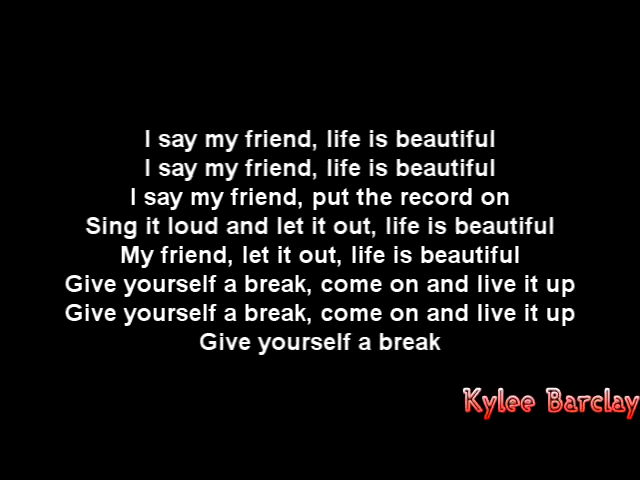 I say my friend, life is beautiful
I say my friend, life is beautiful
I say my friend, put the record on
Sing it loud and let it out, life is beautiful
My friend, let it out, life is beautiful
Give yourself a break, come on and live it up
Give yourself a break, come on and live it up
Give yourself a break
Kylee Barclay